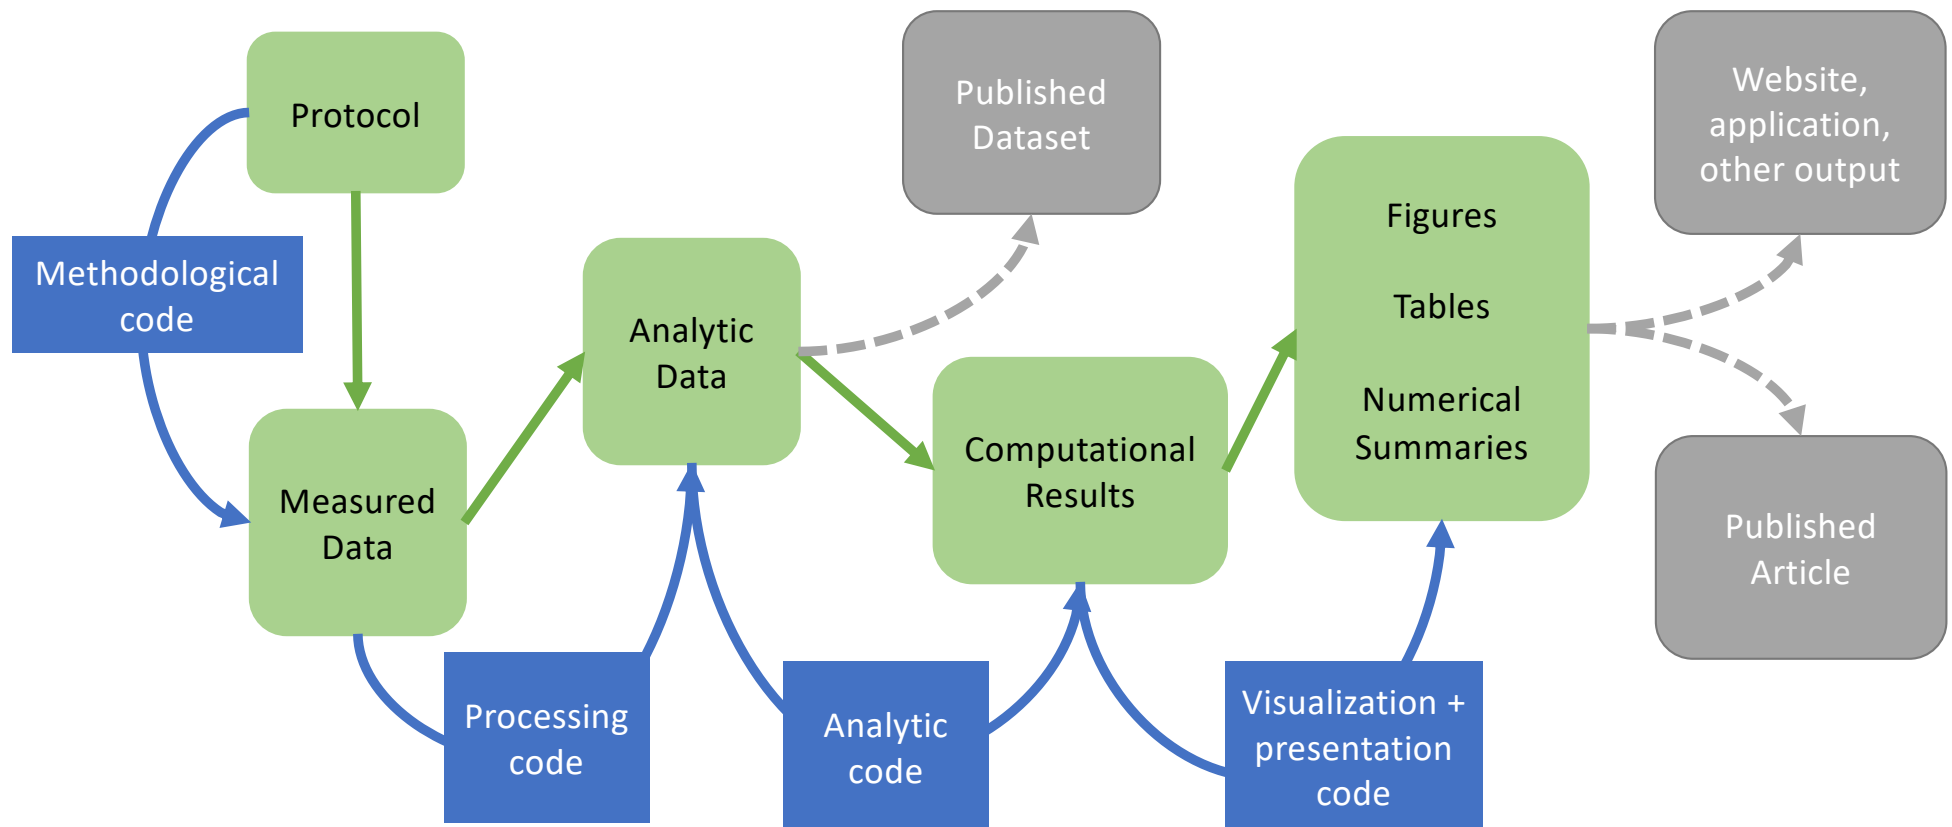 Protocol
Methodological
code
Measured
Data
Processing
code
Analytic
Data
Analytic
code
Published
Dataset
Computational
Results
Visualization +
presentation
code
Figures
Tables
Numerical
Summaries
Website,
application,
other output
Published
Article